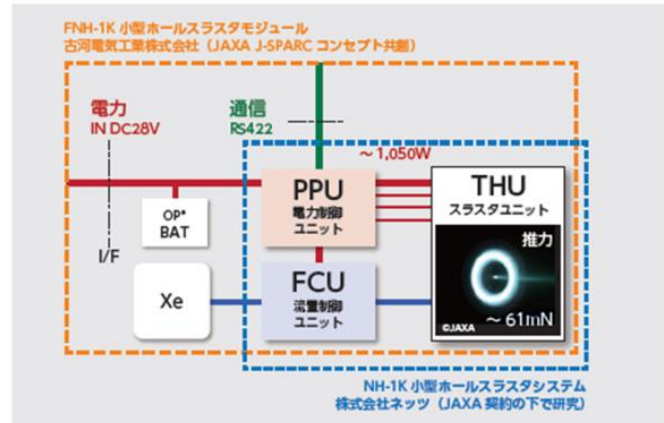 FNH-1K 小型ホールスラスタモジュール
古河電気工業株式会社（JAXA J-SPARC コンセプト共創）
電力
IN DC28V
通信
RS422
～1,050W
PPU
電力制御
ユニット
THU
スラスタユニット
OP*
BAT
推力
I/F
Xe
FCU
流量制御
ユニット
～61mN
©JAXA
NH-1K 小型ホールスラスタシステム
株式会社ネッツ（JAXA 契約の下で研究）